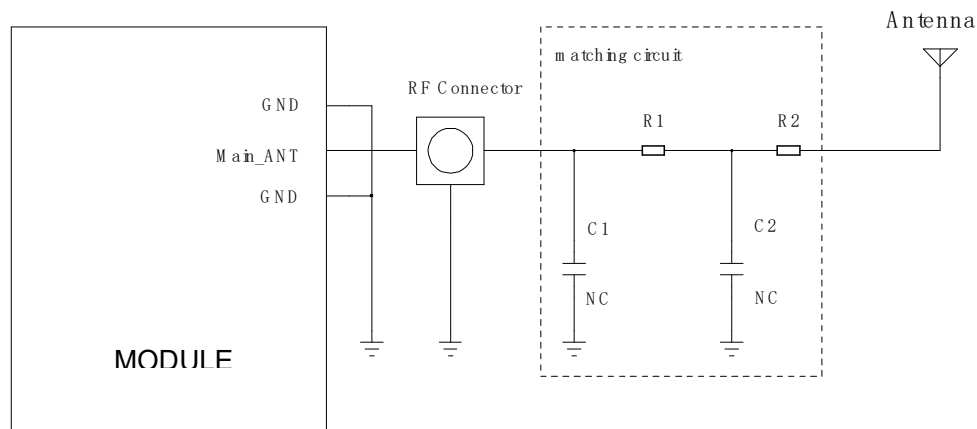 Antenna
matching circuit
RF Connector
GND
R1
R2
Main_ANT
GND
C1
C2
NC
NC
MODULE